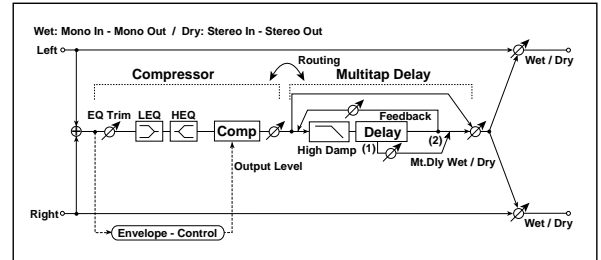 Wet: Mono In - Mono Out / Dry: Stereo In - Stereo Out
Left
Wet / Dry
Routing
Compressor
Multitap Delay
EQ Trim
LEQ
HEQ
Feedback
Comp
Delay
High Damp
(1)
(2)
Output Level
Mt.Dly Wet / Dry
Right
Wet / Dry
Envelope - Control